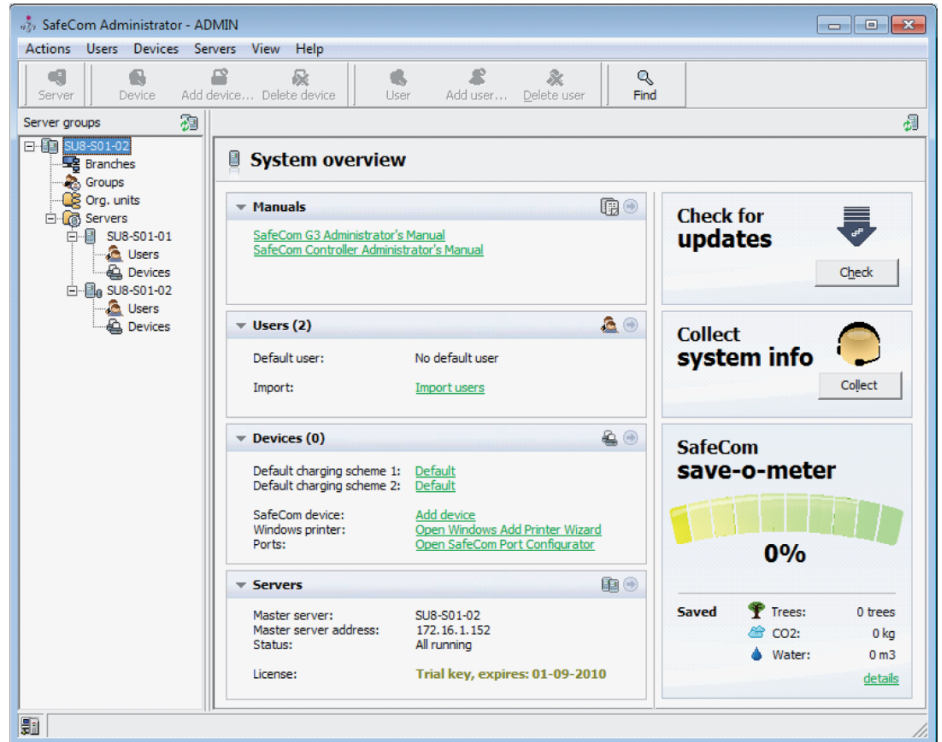 SafeCom Administrator - ADMIN
Actions Users Devices Servers View Help
Server Device Add device... Delete device User Add user... Delete user Find
Server groups
SU8-S01-02
Branches
Groups
Org. units
Servers
SU8-S01-01
Users
Devices
SU8-S01-02
Users
Devices
System overview
Manuals
SafeCom G3 Administrator's Manual
SafeCom Controller Administrator's Manual
Users (2)
Default user: No default user
Import: Import users
Devices (0)
Default charging scheme 1: Default
Default charging scheme 2: Default
SafeCom device: Add device
Windows printer: Open Windows Add Printer Wizard
Ports: Open SafeCom Port Configurator
Servers
Master server: SU8-S01-02
Master server address: 172.16.1.152
Status: All running
License: Trial key, expires: 01-09-2010
Check for
updates
Check
Collect
system info
Collect
SafeCom
save-o-meter
0%
Saved Trees: 0 trees
CO2: 0 kg
Water: 0 m3
details